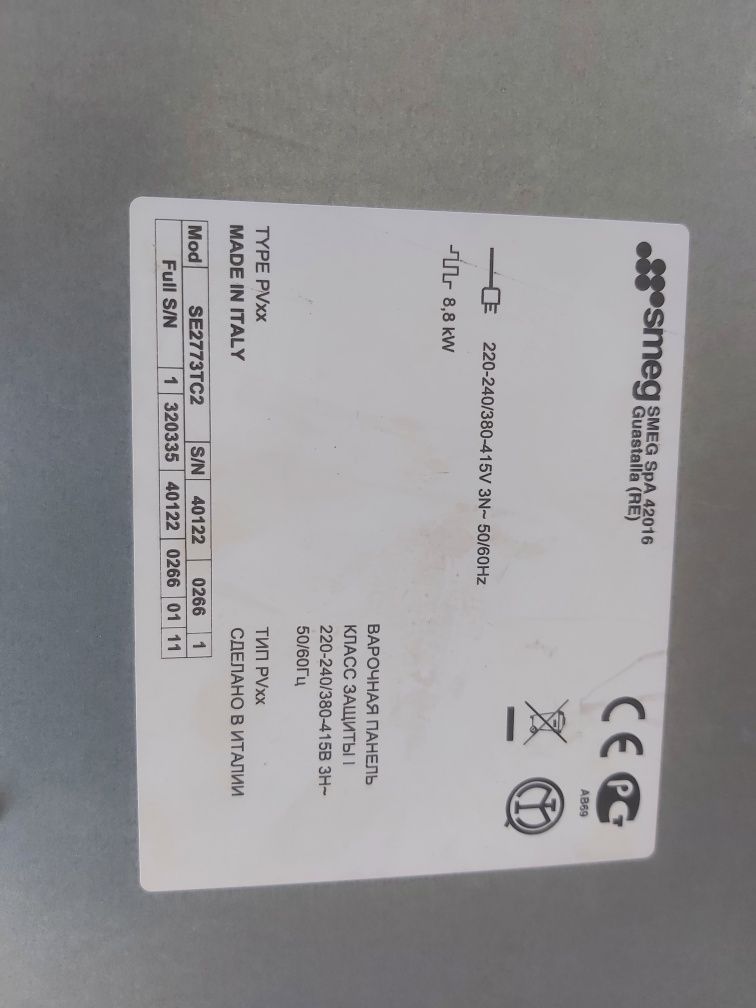 smeg SMEG SpA 42016
Guastalla (RE)
CE PG
AB69
220-240/380-415V 3N~ 50/60Hz
8,8 kW
ВАРОЧНАЯ ПАНЕЛЬ
КЛАСС ЗАЩИТЫ I
220-240/380-415В 3Н~
50/60Гц
TYPE PVxx
MADE IN ITALY
ТИП PVxx
СДЕЛАНО В ИТАЛИИ
Mod SE2773TC2 S/N 40122 0266 1
Full S/N 1 320335 40122 0266 01 11